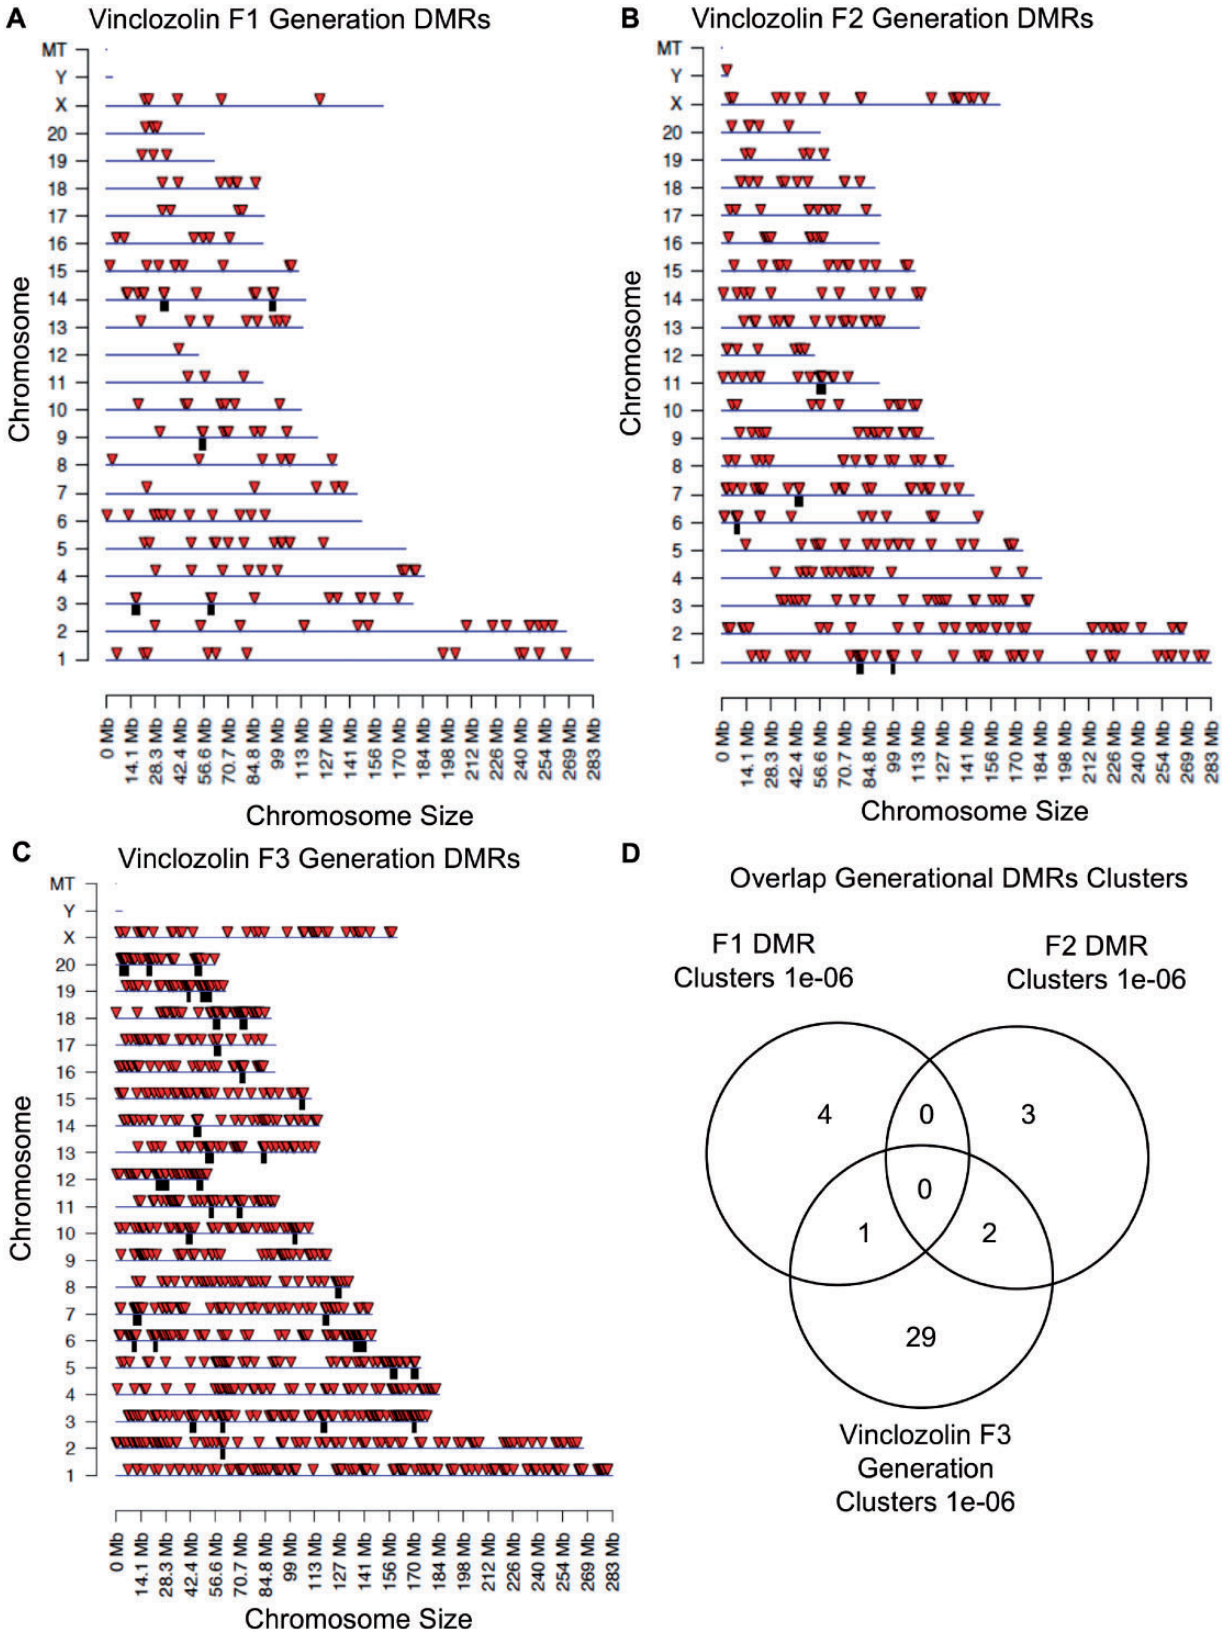 A Vinclozolin F1 Generation DMRs
MT
Y
X
20
19
18
17
16
15
14
13
12
11
10
9
8
7
6
5
4
3
2
1
Chromosome
0 Mb
14.1 Mb
28.3 Mb
42.4 Mb
56.6 Mb
70.7 Mb
84.8 Mb
99 Mb
113 Mb
127 Mb
141 Mb
156 Mb
170 Mb
184 Mb
198 Mb
212 Mb
226 Mb
240 Mb
254 Mb
269 Mb
283 Mb
Chromosome Size
B Vinclozolin F2 Generation DMRs
MT
Y
X
20
19
18
17
16
15
14
13
12
11
10
9
8
7
6
5
4
3
2
1
Chromosome
0 Mb
14.1 Mb
28.3 Mb
42.4 Mb
56.6 Mb
70.7 Mb
84.8 Mb
99 Mb
113 Mb
127 Mb
141 Mb
156 Mb
170 Mb
184 Mb
198 Mb
212 Mb
226 Mb
240 Mb
254 Mb
269 Mb
283 Mb
Chromosome Size
C Vinclozolin F3 Generation DMRs
MT
Y
X
20
19
18
17
16
15
14
13
12
11
10
9
8
7
6
5
4
3
2
1
Chromosome
0 Mb
14.1 Mb
28.3 Mb
42.4 Mb
56.6 Mb
70.7 Mb
84.8 Mb
99 Mb
113 Mb
127 Mb
141 Mb
156 Mb
170 Mb
184 Mb
198 Mb
212 Mb
226 Mb
240 Mb
254 Mb
269 Mb
283 Mb
Chromosome Size
D
Overlap Generational DMRs Clusters
F1 DMR
Clusters 1e-06
F2 DMR
Clusters 1e-06
4
0
3
0
1
2
29
Vinclozolin F3
Generation
Clusters 1e-06